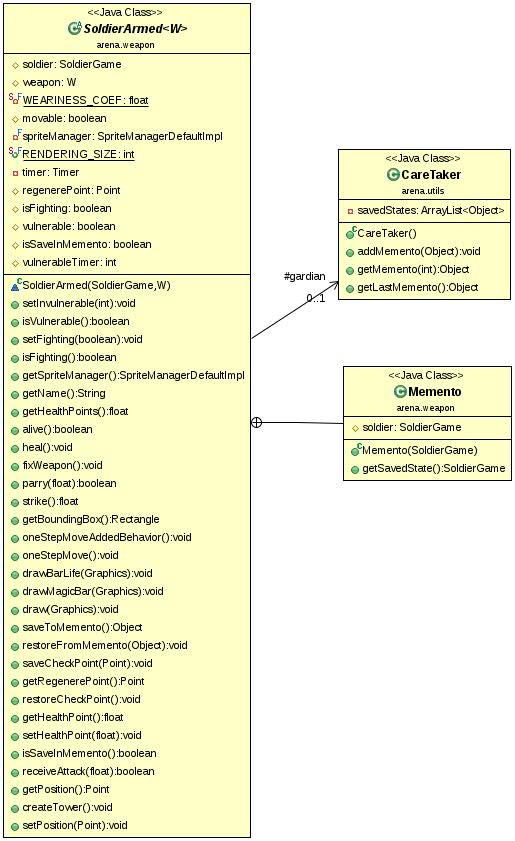 <<Java Class>>
SoldierArmed<W>
arena.weapon
soldier: SoldierGame
weapon: W
WEARINESS_COEF: float
movable: boolean
spriteManager: SpriteManagerDefaultImpl
RENDERING_SIZE: int
timer: Timer
regenerePoint: Point
isFighting: boolean
vulnerable: boolean
isSaveInMemento: boolean
vulnerableTimer: int
SoldierArmed(SoldierGame,W)
setInvulnerable(int):void
isVulnerable():boolean
setFighting(boolean):void
isFighting():boolean
getSpriteManager():SpriteManagerDefaultImpl
getName():String
getHealthPoints():float
alive():boolean
heal():void
fixWeapon():void
parry(float):boolean
strike():float
getBoundingBox():Rectangle
oneStepMoveAddedBehavior():void
oneStepMove():void
drawBarLife(Graphics):void
drawMagicBar(Graphics):void
draw(Graphics):void
saveToMemento():Object
restoreFromMemento(Object):void
saveCheckPoint(Point):void
getRegenerePoint():Point
restoreCheckPoint():void
getHealthPoint():float
setHealthPoint(float):void
isSaveInMemento():boolean
receiveAttack(float):boolean
getPosition():Point
createTower():void
setPosition(Point):void
#gardian
0..1
<<Java Class>>
CareTaker
arena.utils
savedStates: ArrayList<Object>
CareTaker()
addMemento(Object):void
getMemento(int):Object
getLastMemento():Object
<<Java Class>>
Memento
arena.weapon
soldier: SoldierGame
Memento(SoldierGame)
getSavedState():SoldierGame